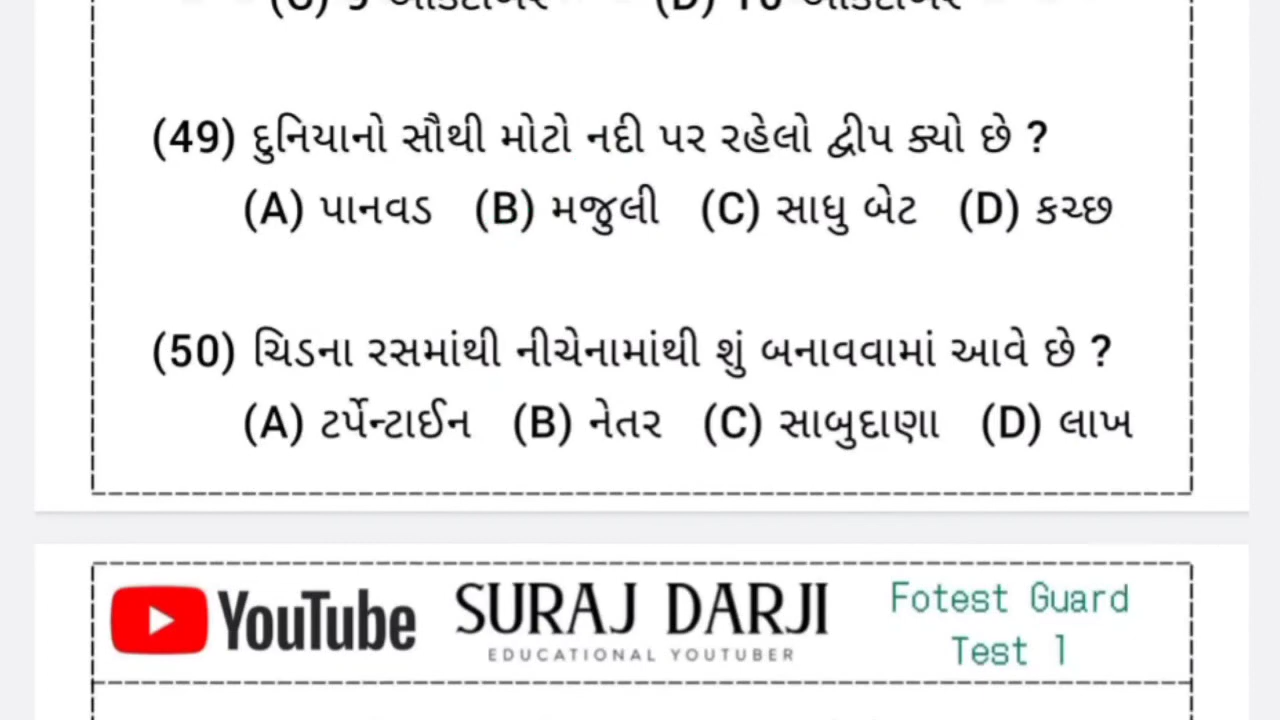 (49) દુનિયાનો સૌથી મોટો નદી પર રહેલો દ્વીપ ક્યો છે ?
(A) પાનવડ (B) મજુલી (C) સાધુ બેટ (D) કચ્છ
(50) ચિડના રસમાંથી નીચેનામાંથી શું બનાવવામાં આવે છે ?
(A) ટર્પેન્ટાઈન (B) નેતર (C) સાબુદાણા (D) લાખ
YouTube SURAJ DARJI
EDUCATIONAL YOUTUBER
Fotest Guard
Test 1